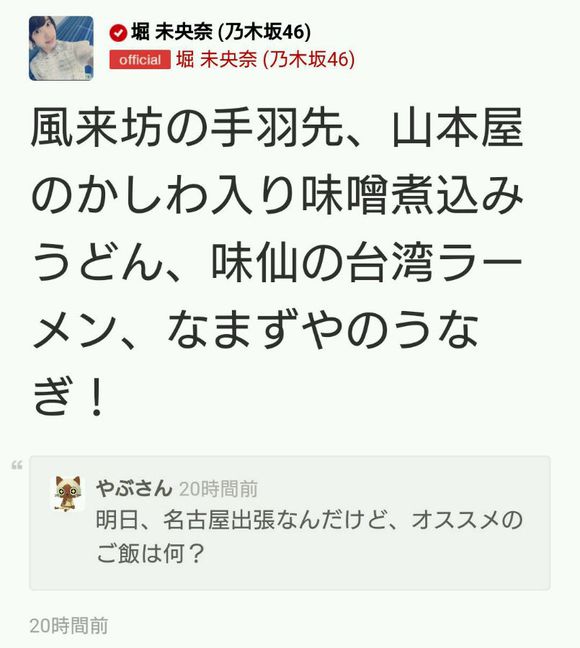 堀 未央奈 (乃木坂46)
official 堀 未央奈 (乃木坂46)
風来坊の手羽先、山本屋
のかしわ入り味噌煮込み
うどん、味仙の台湾ラー
メン、なまずやのうな
ぎ！
やぶさん 20時間前
明日、名古屋出張なんだけど、オススメの
ご飯は何？
20時間前